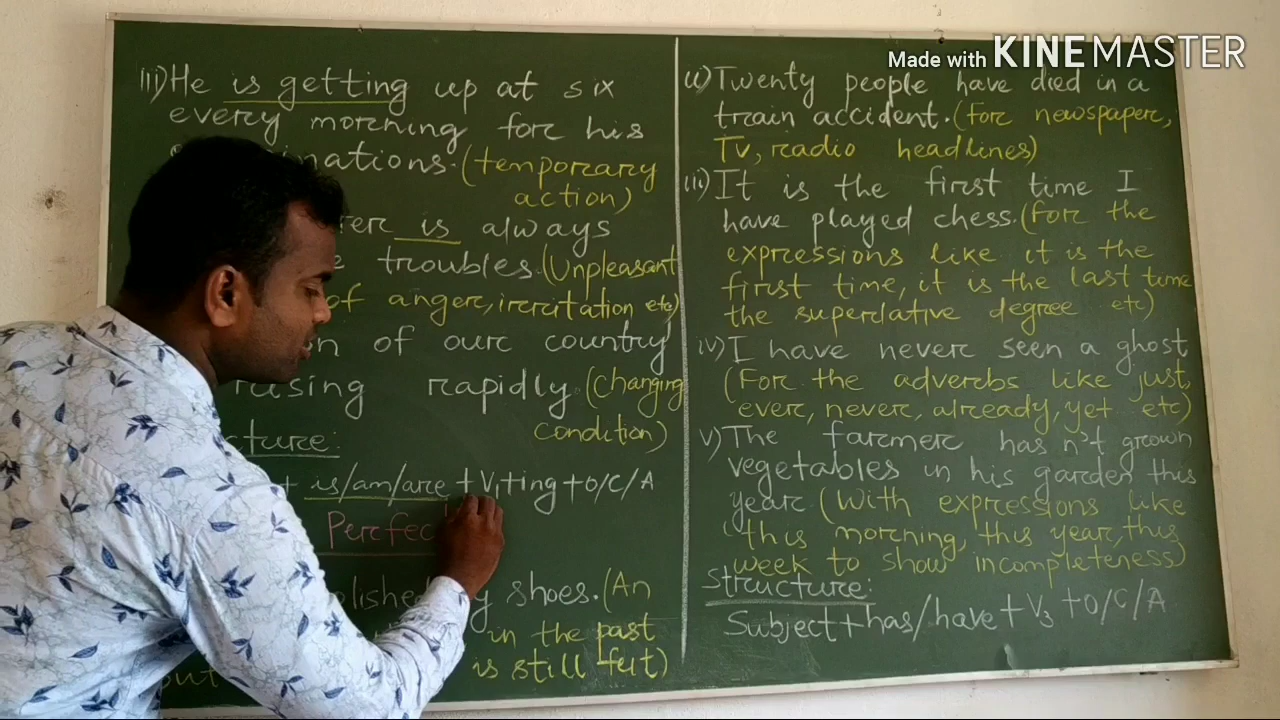 Made with KINEMASTER
III) He is getting up at six
every morning for his
inations. (temporary
action)
is always
troubles. (Unpleasant
of anger, irritation etc)
of our country
rapidly (Changing
condition)
cture:
+ is/am/are + V1+ing + O/C/A
Perfec
shoes. (An
in the past
but is still felt)
ii) Twenty people have died in a
train accident. (For newspaper,
TV, radio headlines)
(iii) It is the first time I
have played chess. (For the
expressions like it is the
first time, it is the last time
the superlative degree etc)
iv) I have never seen a ghost
(For the adverbs like just,
ever, never, already, yet etc)
v) The farmer has n't grown
vegetables in his garden this
year. (With expressions like
'this morning, this year, this
week to show incompleteness)
Structure:
Subject + has/have + V3 + O/C/A